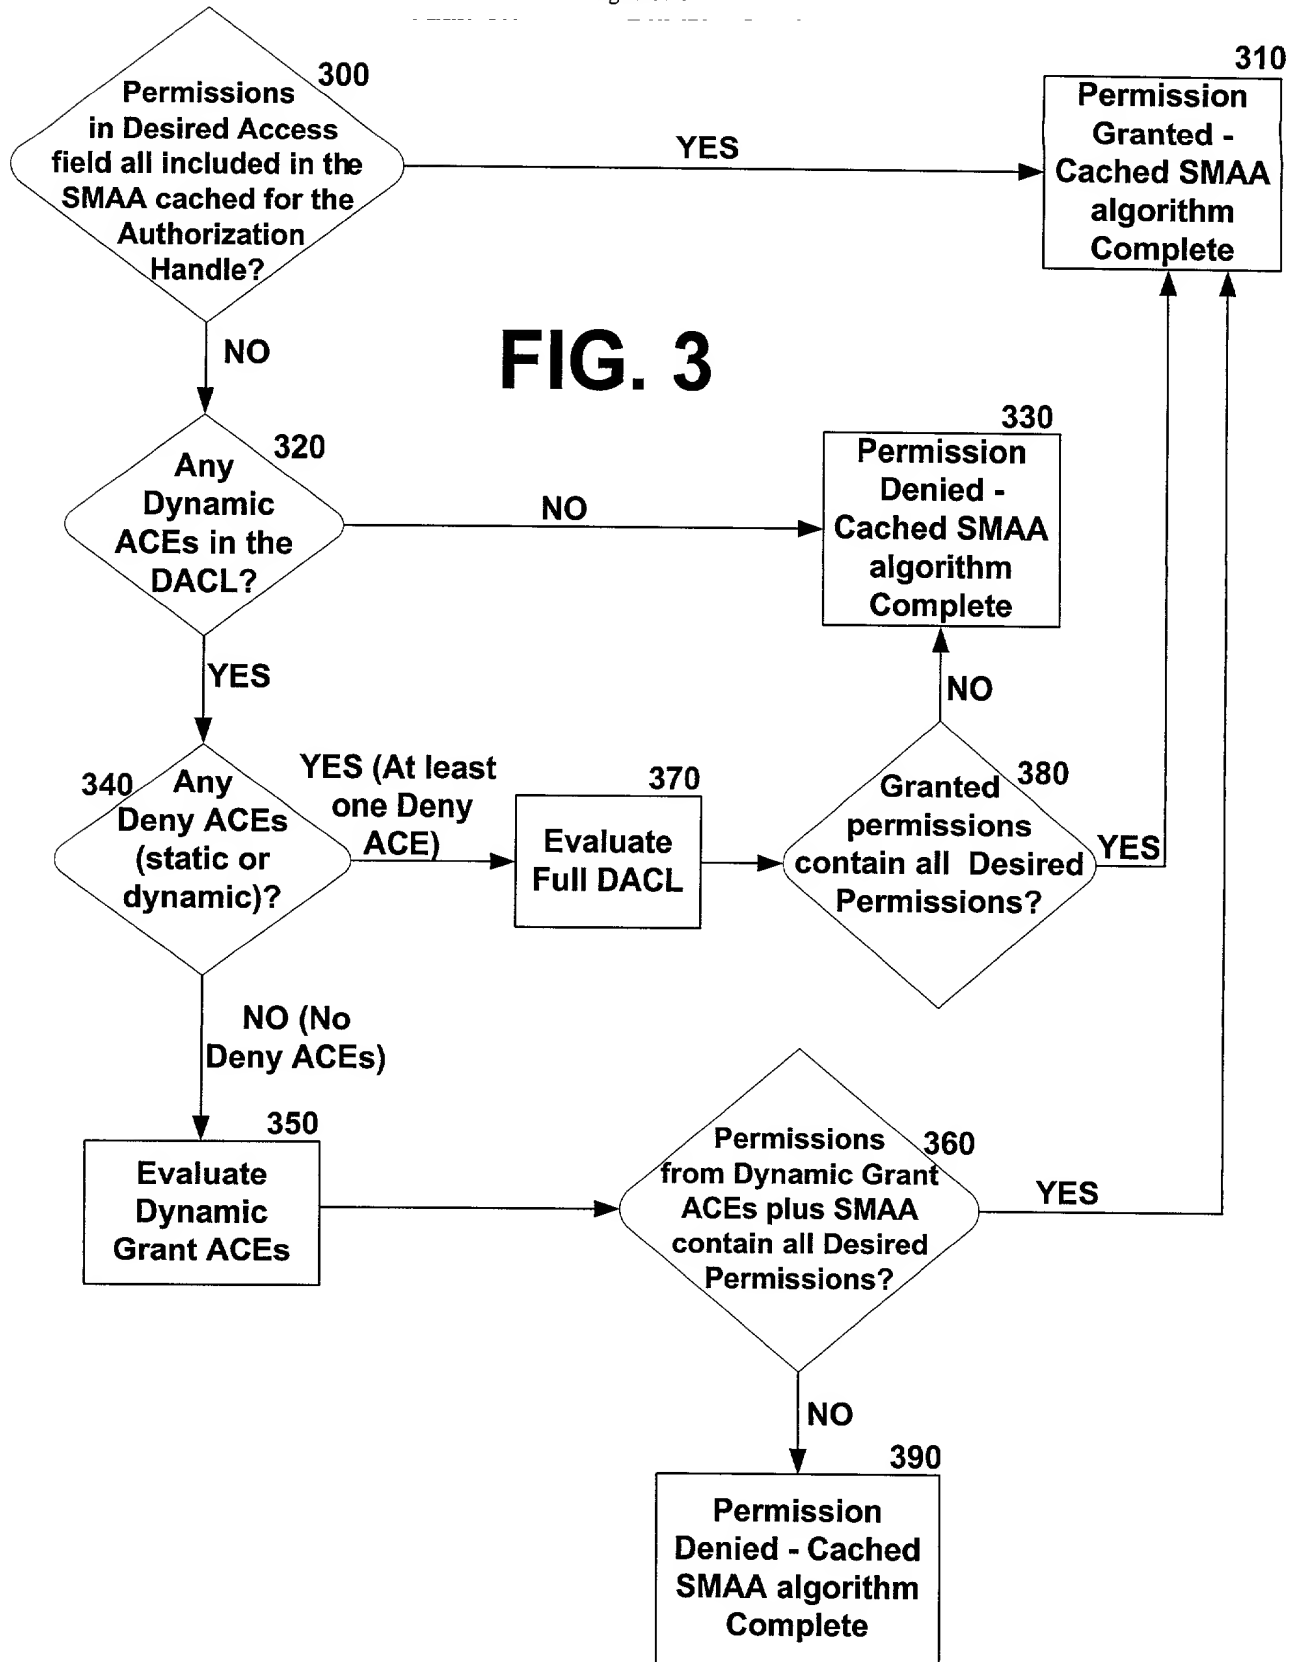 300
Permissions
in Desired Access
field all included in the
SMAA cached for the
Authorization
Handle?
YES
310
Permission
Granted -
Cached SMAA
algorithm
Complete
NO
FIG. 3
320
Any
Dynamic
ACEs in the
DACL?
NO
330
Permission
Denied -
Cached SMAA
algorithm
Complete
YES
NO
340
Any
Deny ACEs
(static or
dynamic)?
YES (At least
one Deny
ACE)
370
Evaluate
Full DACL
380
Granted
permissions
contain all Desired
Permissions?
YES
NO (No
Deny ACEs)
350
Evaluate
Dynamic
Grant ACEs
360
Permissions
from Dynamic Grant
ACEs plus SMAA
contain all Desired
Permissions?
YES
NO
390
Permission
Denied - Cached
SMAA algorithm
Complete